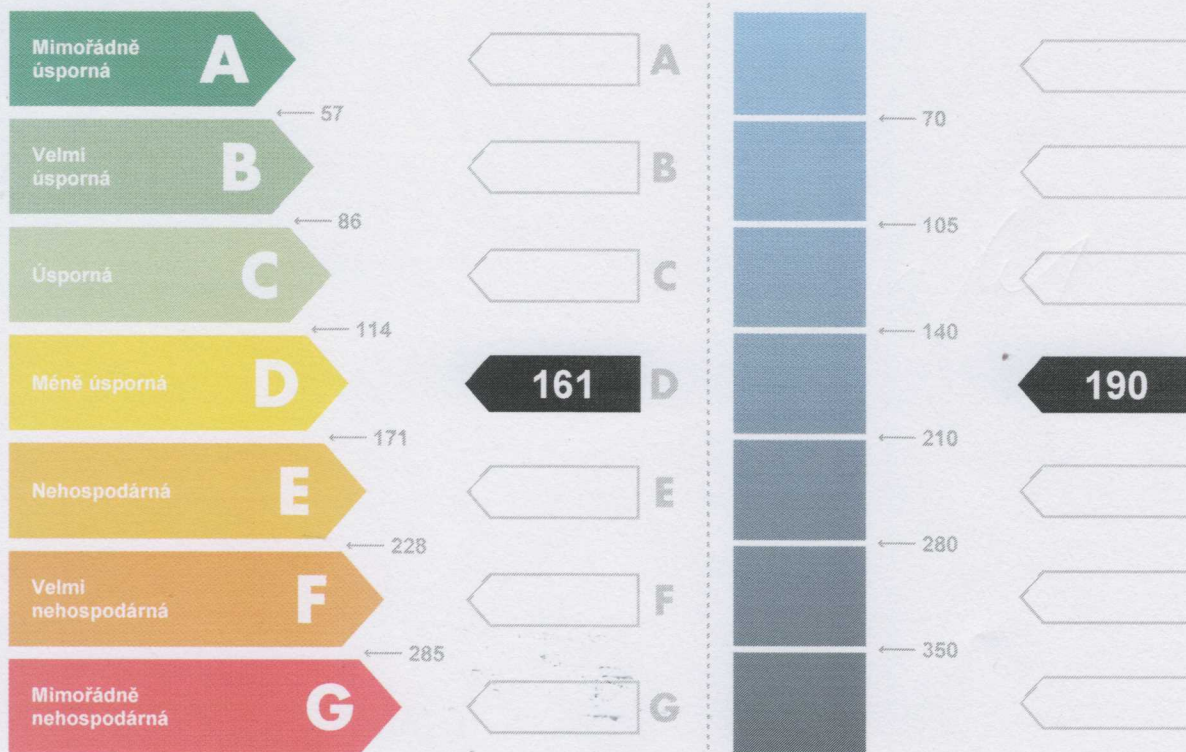 Mimořádně
úsporná
A
A
57
70
Velmi
úsporná
B
B
86
105
Úsporná
C
C
114
140
Méně úsporná
D
161
D
190
171
210
Nehospodárná
E
E
228
280
Velmi
nehospodárná
F
F
285
350
Mimořádně
nehospodárná
G
G